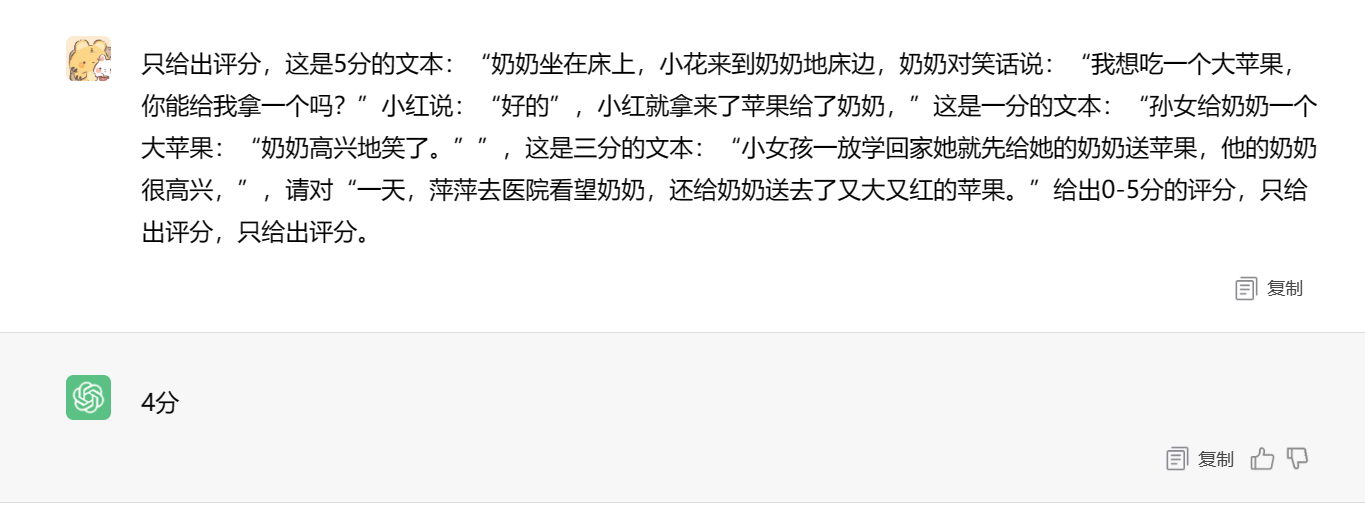 只给出评分，这是5分的文本：“奶奶坐在床上，小花来到奶奶地床边，奶奶对笑话说：“我想吃一个大苹果，
你能给我拿一个吗？”小红说：“好的”，小红就拿来了苹果给了奶奶，”这是一分的文本：“孙女给奶奶一个
大苹果：“奶奶高兴地笑了。””，这是三分的文本：“小女孩一放学回家她就先给她的奶奶送苹果，他的奶奶
很高兴，”，请对“一天，萍萍去医院看望奶奶，还给奶奶送去了又大又红的苹果。”给出0-5分的评分，只给
出评分，只给出评分。
复制
4分
复制